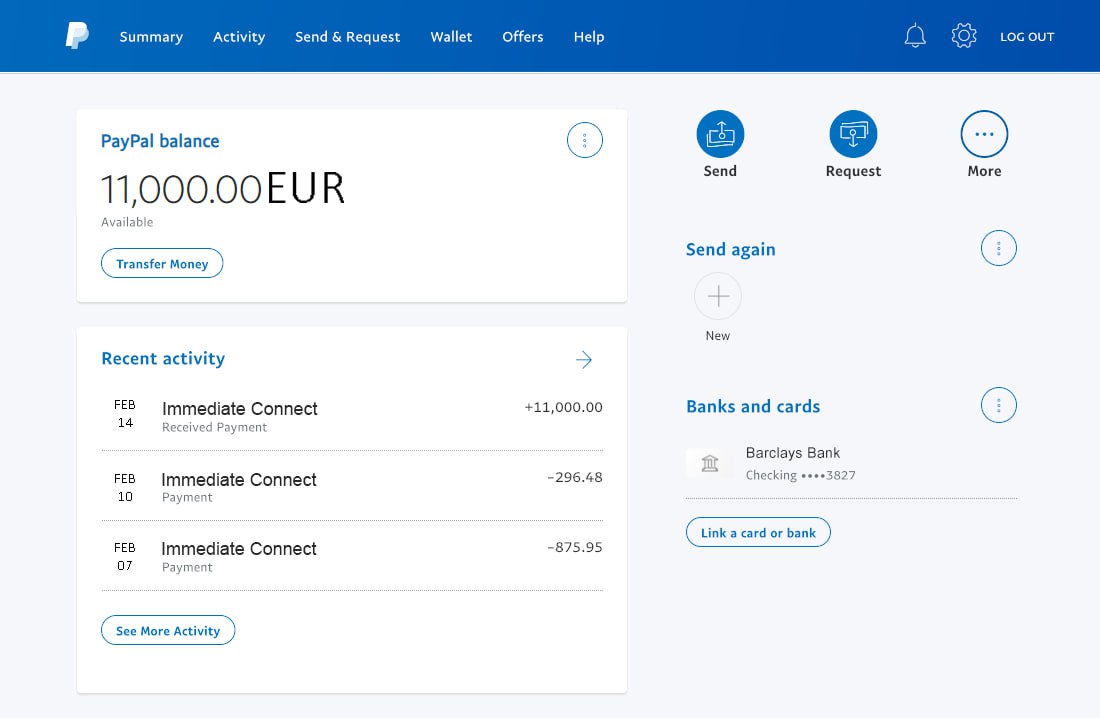 Summary Activity Send & Request Wallet Offers Help LOG OUT
PayPal balance
11,000.00EUR
Available
Transfer Money
Recent activity
FEB 14 Immediate Connect +11,000.00
Received Payment
FEB 10 Immediate Connect -296.48
Payment
FEB 07 Immediate Connect -875.95
Payment
See More Activity
Send Request More
Send again
New
Banks and cards
Barclays Bank
Checking ••••3827
Link a card or bank